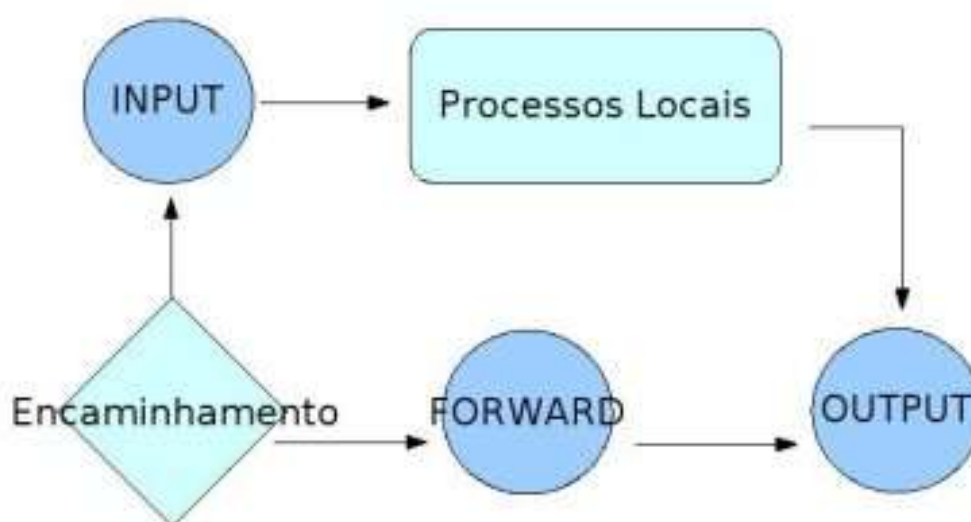 INPUT
Processos Locais
Encaminhamento
FORWARD
OUTPUT